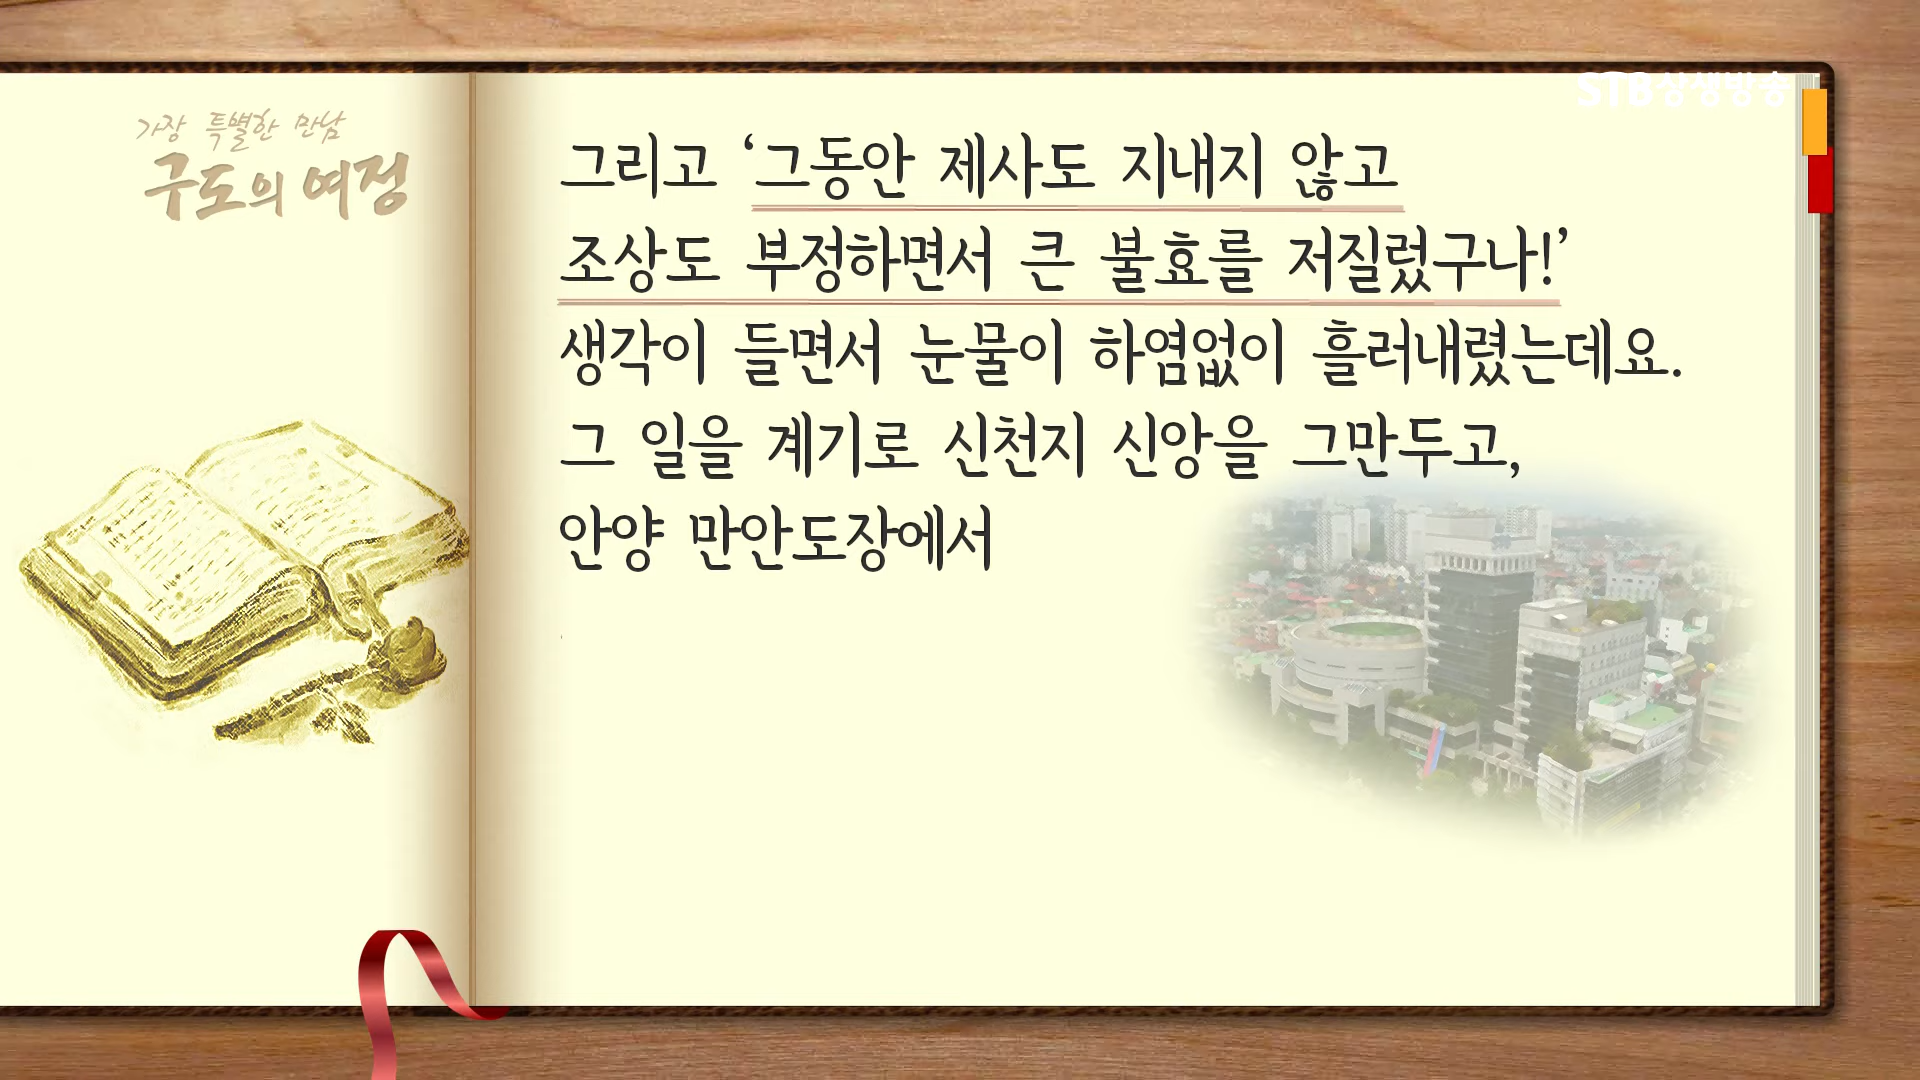 가장 특별한 만남
구도의 여정
STB상생방송
그리고 ‘그동안 제사도 지내지 않고
조상도 부정하면서 큰 불효를 저질렀구나!’
생각이 들면서 눈물이 하염없이 흘러내렸는데요.
그 일을 계기로 신천지 신앙을 그만두고,
안양 만안도장에서